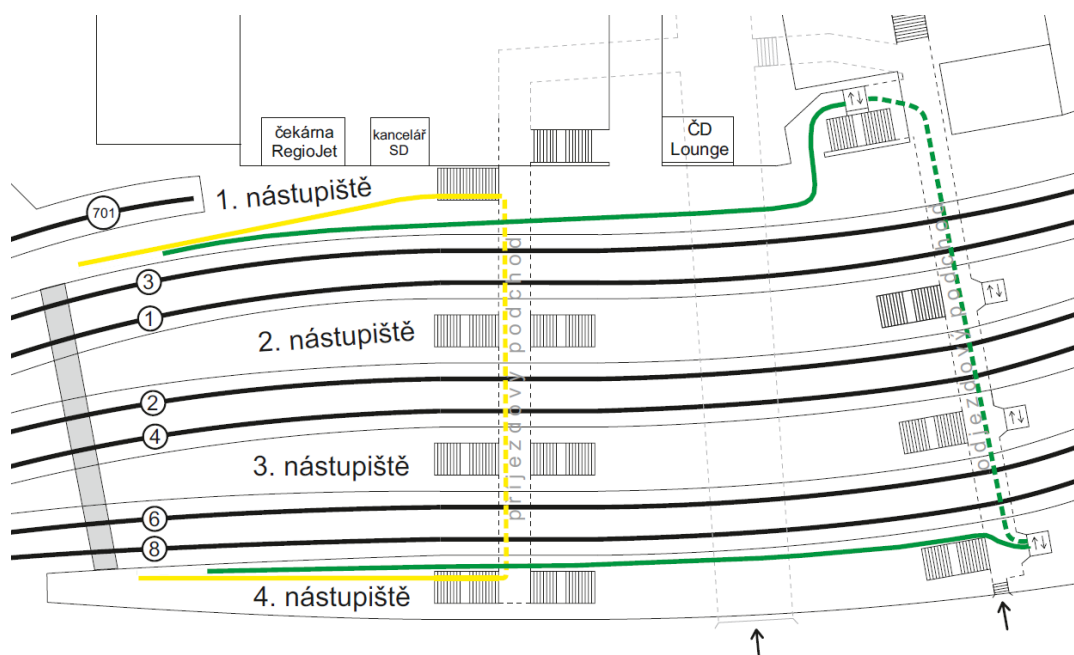 čekárna
RegioJet
kancelář
SD
ČD
Lounge
1. nástupiště
701
3
1
2. nástupiště
2
4
3. nástupiště
6
8
4. nástupiště
příjezdový podchod
odjezdový podchod